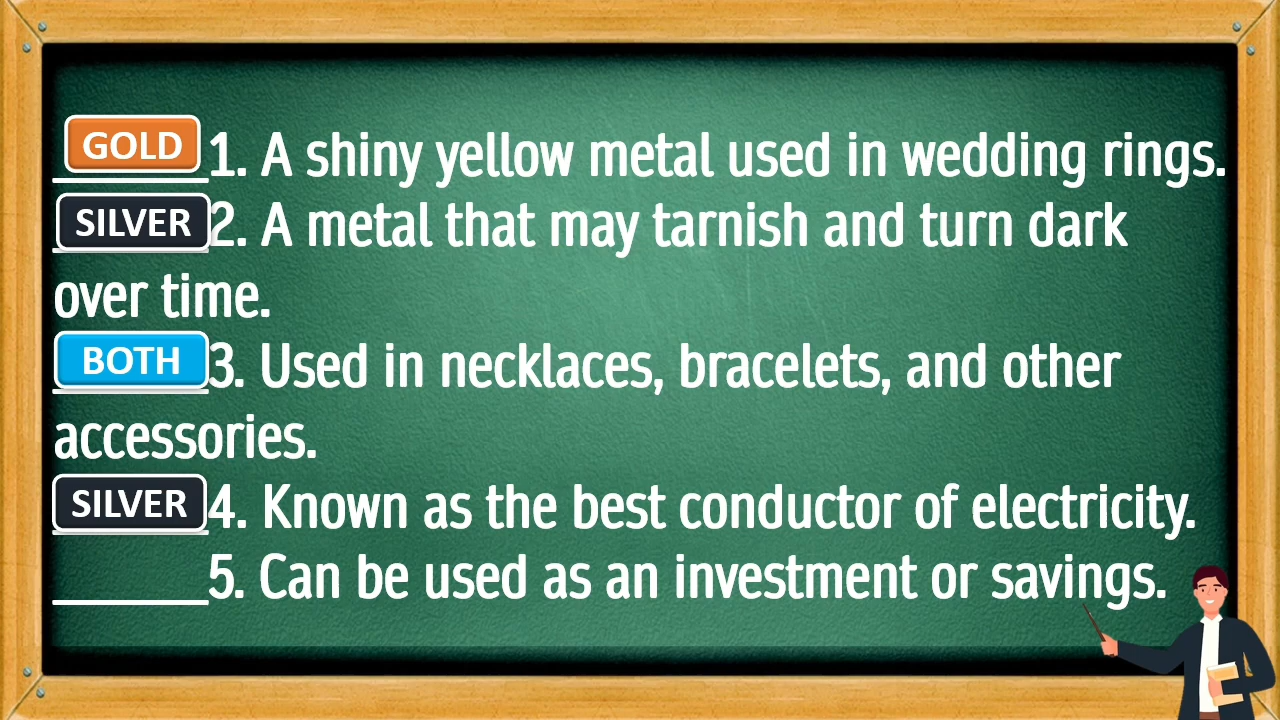 GOLD 1. A shiny yellow metal used in wedding rings.
SILVER 2. A metal that may tarnish and turn dark
over time.
BOTH 3. Used in necklaces, bracelets, and other
accessories.
SILVER 4. Known as the best conductor of electricity.
______5. Can be used as an investment or savings.